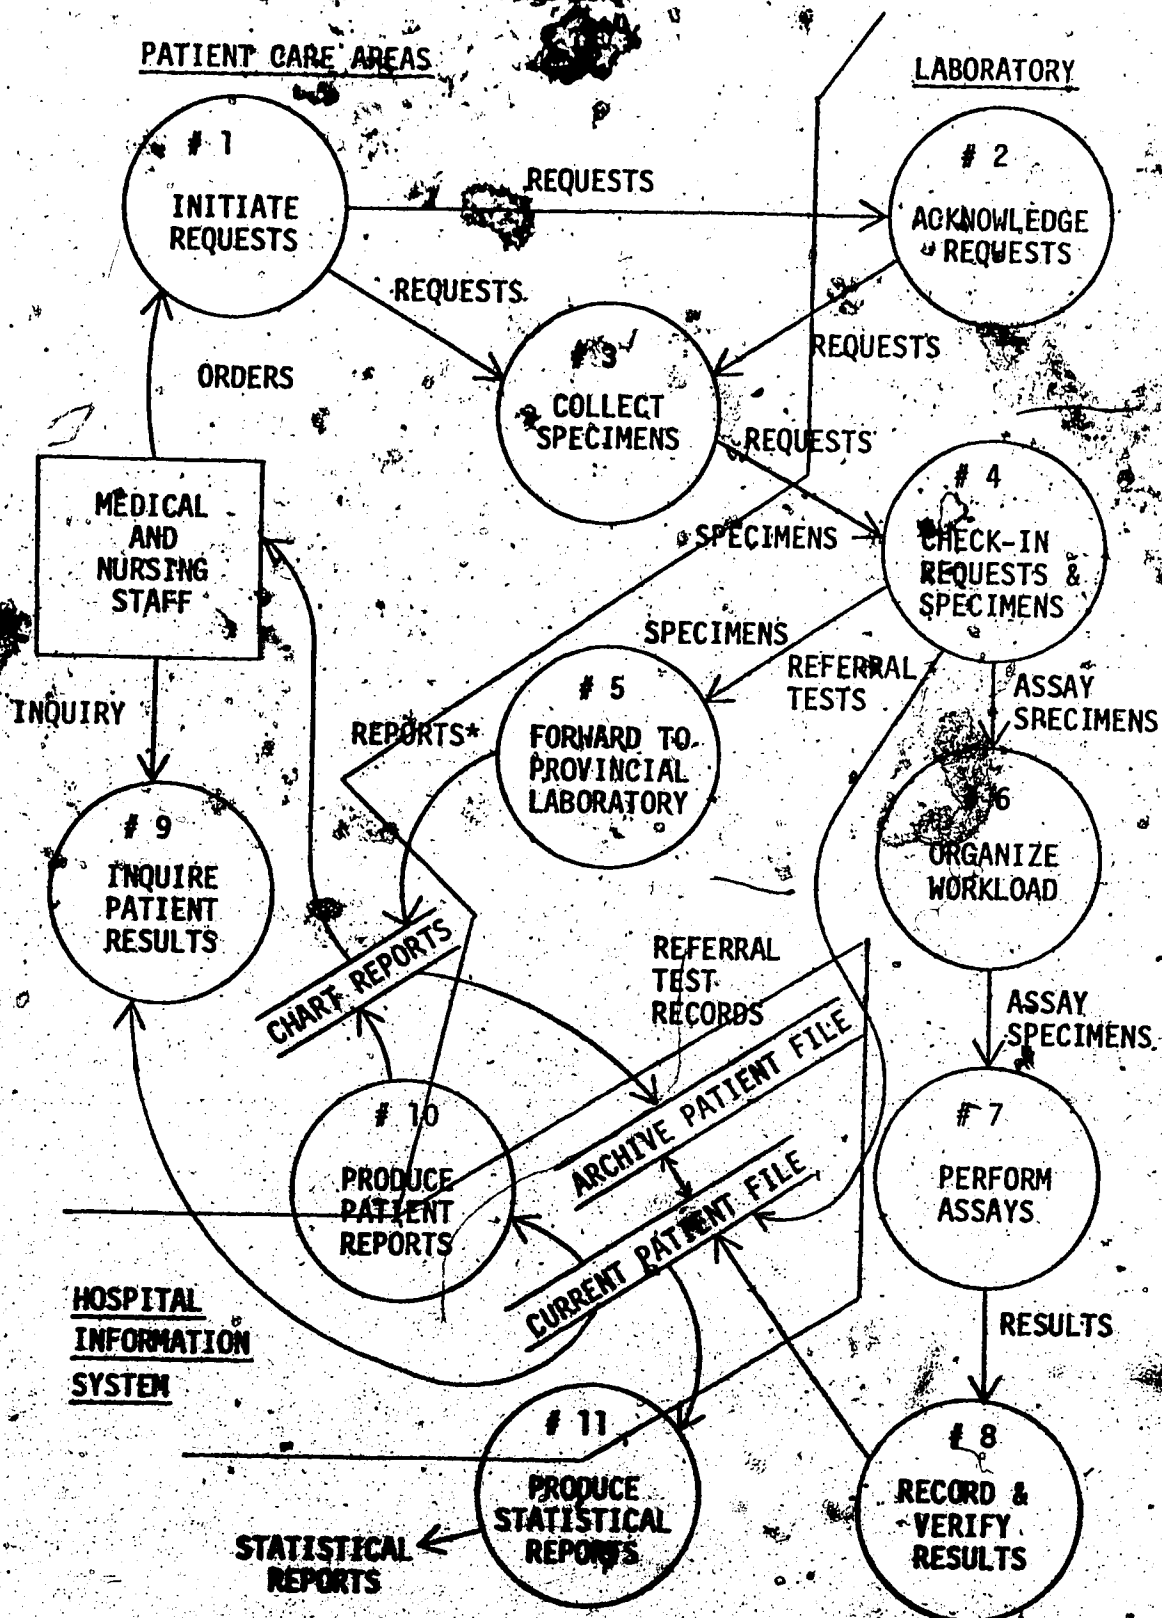 PATIENT CARE AREAS
LABORATORY
# 1
INITIATE
REQUESTS
REQUESTS
# 2
ACKNOWLEDGE
REQUESTS
REQUESTS
REQUESTS
# 3
COLLECT
SPECIMENS
ORDERS
REQUESTS
SPECIMENS
MEDICAL
AND
NURSING
STAFF
# 4
CHECK-IN
REQUESTS &
SPECIMENS
SPECIMENS
REFERRAL
TESTS
ASSAY
SPECIMENS
INQUIRY
REPORTS*
# 5
FORWARD TO
PROVINCIAL
LABORATORY
# 6
ORGANIZE
WORKLOAD
# 9
INQUIRE
PATIENT
RESULTS
CHART REPORTS
REFERRAL
TEST
RECORDS
ASSAY
SPECIMENS
ARCHIVE PATIENT FILE
# 10
PRODUCE
PATIENT
REPORTS
CURRENT PATIENT FILE
# 7
PERFORM
ASSAYS
HOSPITAL
INFORMATION
SYSTEM
RESULTS
# 11
PRODUCE
STATISTICAL
REPORTS
# 8
RECORD &
VERIFY
RESULTS
STATISTICAL
REPORTS